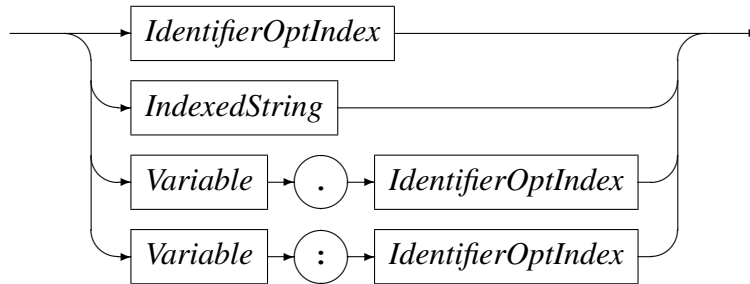 IdentifierOptIndex
IndexedString
Variable . IdentifierOptIndex
Variable : IdentifierOptIndex